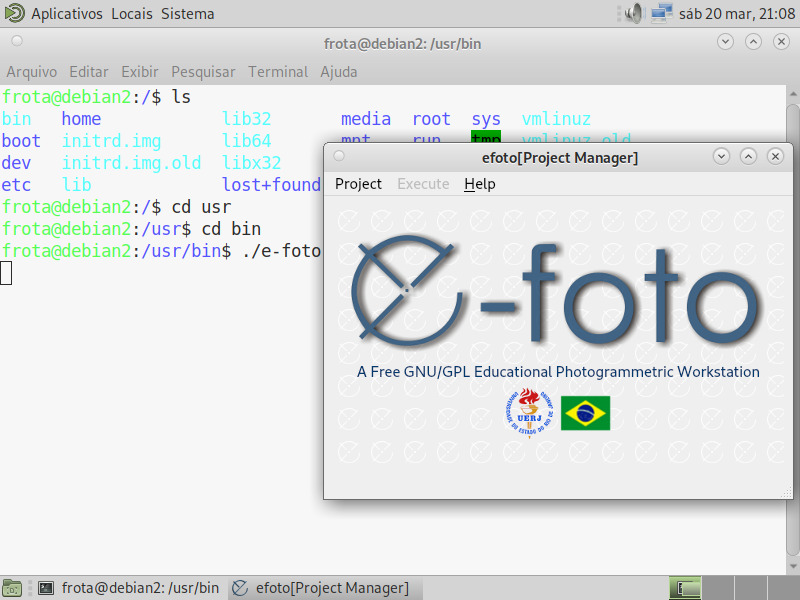 Aplicativos Locais Sistema
sáb 20 mar, 21:08
frota@debian2: /usr/bin
Arquivo Editar Exibir Pesquisar Terminal Ajuda
frota@debian2:/$ ls
bin home lib32 media root sys vmlinuz
boot initrd.img lib64 mnt run tmp vmlinuz.old
dev initrd.img.old libx32
etc lib lost+found
frota@debian2:/$ cd usr
frota@debian2:/usr$ cd bin
frota@debian2:/usr/bin$ ./e-foto
efoto[Project Manager]
Project Execute Help
e-foto
A Free GNU/GPL Educational Photogrammetric Workstation
UERJ
frota@debian2: /usr/bin
efoto[Project Manager]